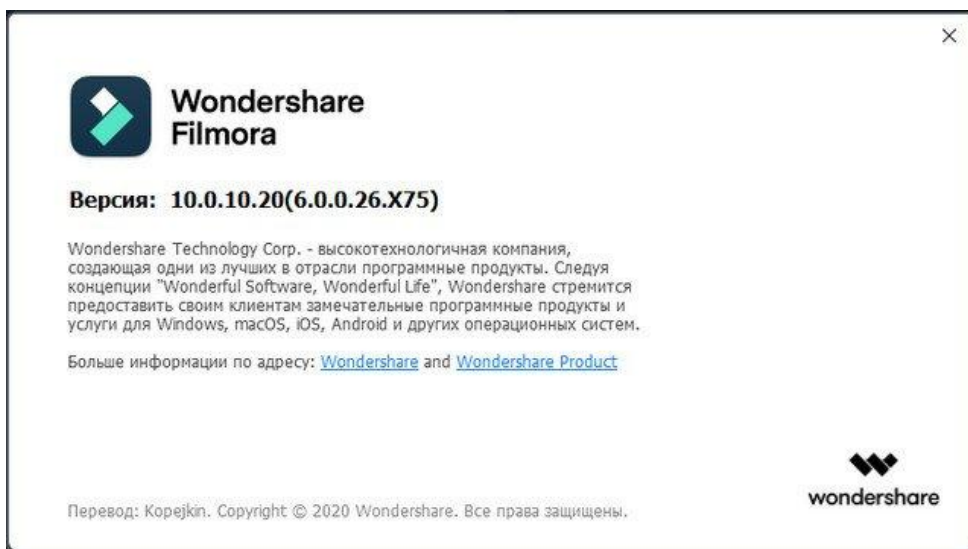 Wondershare
Filmora
Версия: 10.0.10.20(6.0.0.26.X75)
Wondershare Technology Corp. - высокотехнологичная компания,
создающая одни из лучших в отрасли программные продукты. Следуя
концепции "Wonderful Software, Wonderful Life", Wondershare стремится
предоставить своим клиентам замечательные программные продукты и
услуги для Windows, macOS, iOS, Android и других операционных систем.
Больше информации по адресу: Wondershare and Wondershare Product
wondershare
Перевод: Kopejkin. Copyright © 2020 Wondershare. Все права защищены.